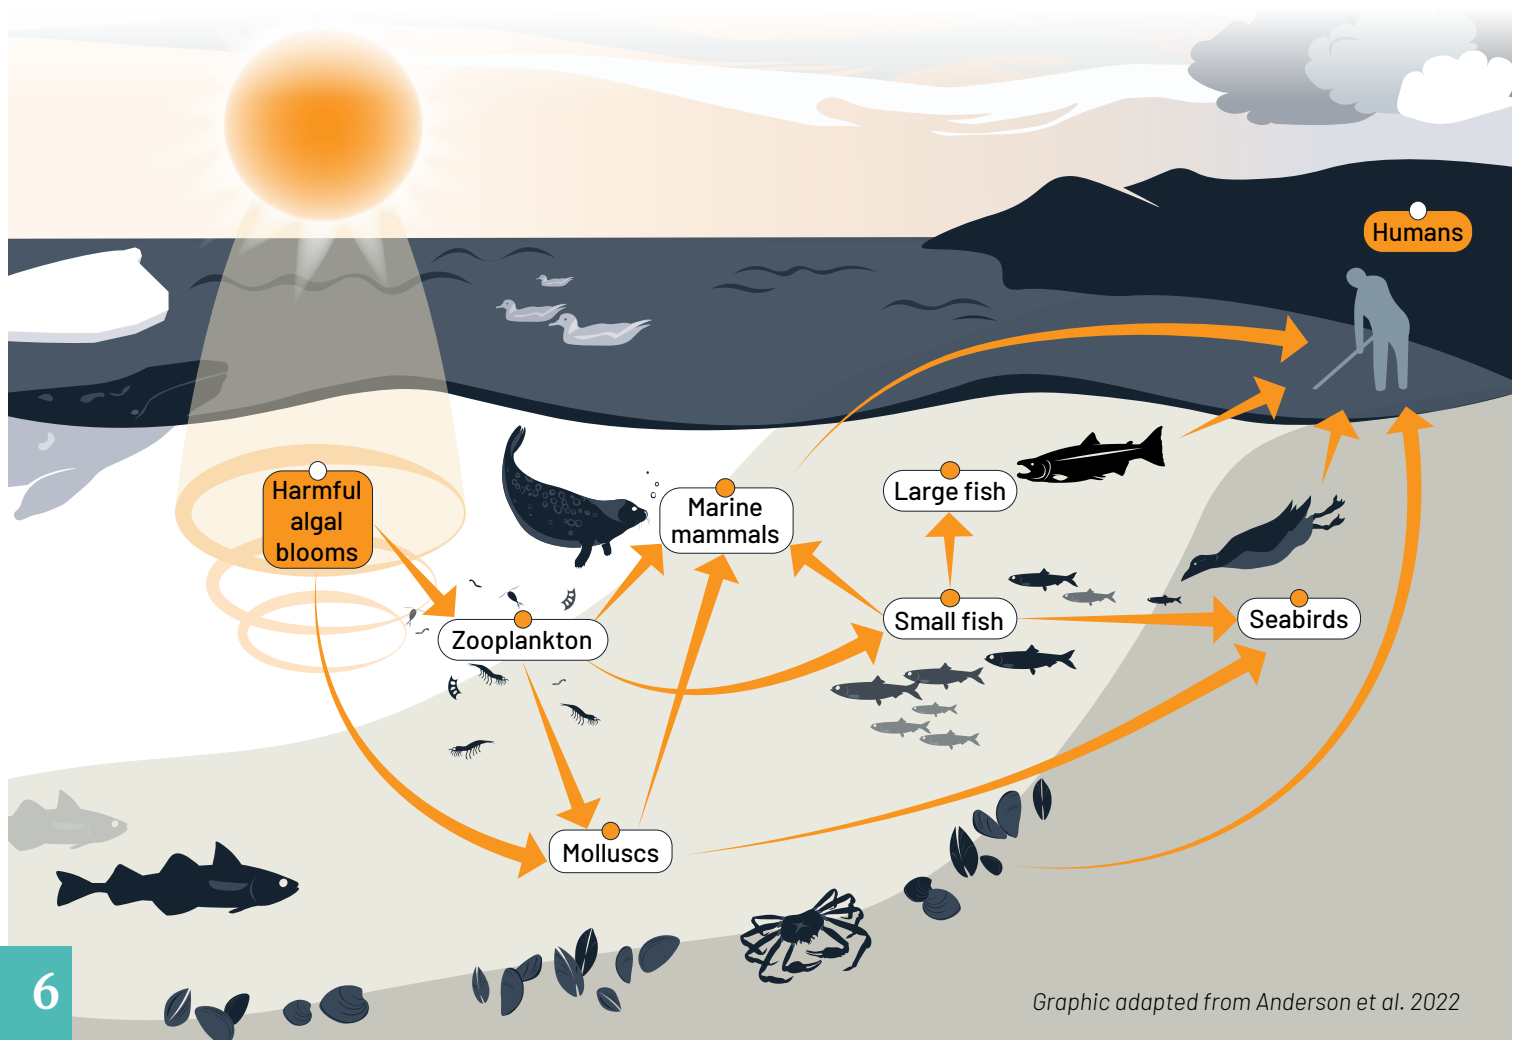 Humans
Harmful
algal
blooms
Marine
mammals
Large fish
Zooplankton
Small fish
Seabirds
Molluscs
6
Graphic adapted from Anderson et al. 2022